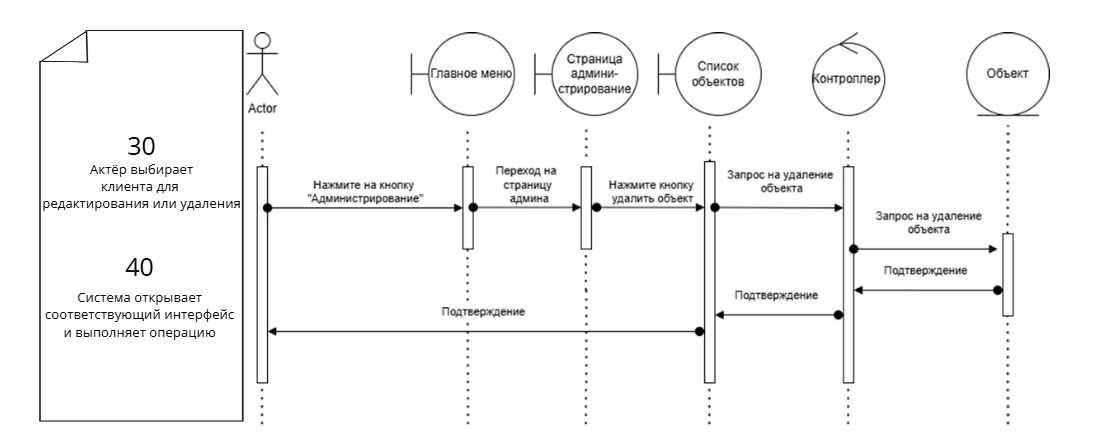 30
Актёр выбирает
клиента для
редактирования или удаления
40
Система открывает
соответствующий интерфейс
и выполняет операцию
Actor
Главное меню
Страница
админи-
стрирование
Список
объектов
Контроллер
Объект
Нажмите на кнопку
"Администрирование"
Переход на
страницу
админа
Нажмите кнопку
удалить объект
Запрос на удаление
объекта
Запрос на удаление
объекта
Подтверждение
Подтверждение
Подтверждение